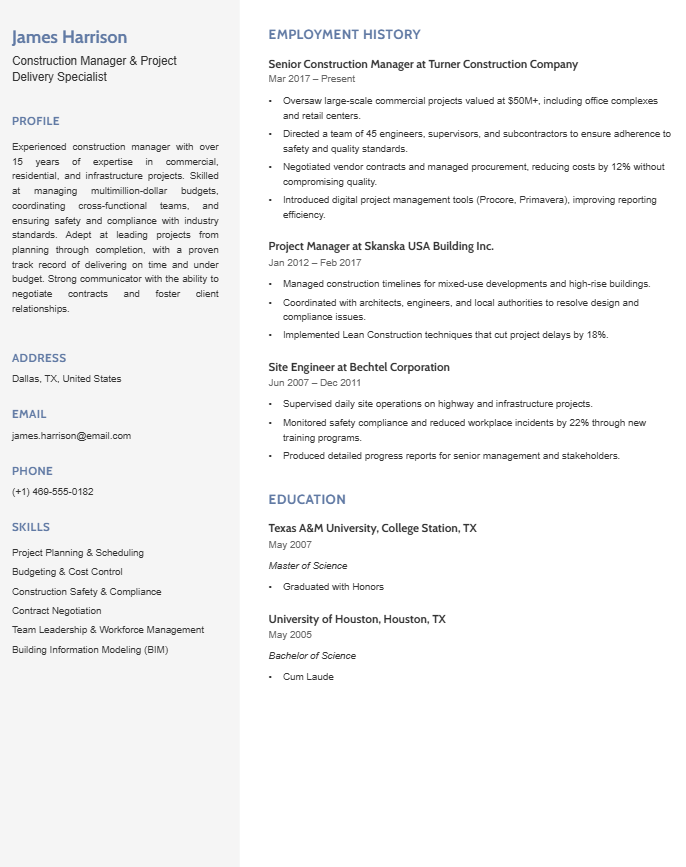 James Harrison
Construction Manager & Project
Delivery Specialist
PROFILE
Experienced construction manager with over
15 years of expertise in commercial,
residential, and infrastructure projects. Skilled
at managing multimillion-dollar budgets,
coordinating cross-functional teams, and
ensuring safety and compliance with industry
standards. Adept at leading projects from
planning through completion, with a proven
track record of delivering on time and under
budget. Strong communicator with the ability to
negotiate contracts and foster client
relationships.
ADDRESS
Dallas, TX, United States
EMAIL
james.harrison@email.com
PHONE
(+1) 469-555-0182
SKILLS
Project Planning & Scheduling
Budgeting & Cost Control
Construction Safety & Compliance
Contract Negotiation
Team Leadership & Workforce Management
Building Information Modeling (BIM)
EMPLOYMENT HISTORY
Senior Construction Manager at Turner Construction Company
Mar 2017 – Present
• Oversaw large-scale commercial projects valued at $50M+, including office complexes
and retail centers.
• Directed a team of 45 engineers, supervisors, and subcontractors to ensure adherence to
safety and quality standards.
• Negotiated vendor contracts and managed procurement, reducing costs by 12% without
compromising quality.
• Introduced digital project management tools (Procore, Primavera), improving reporting
efficiency.
Project Manager at Skanska USA Building Inc.
Jan 2012 – Feb 2017
• Managed construction timelines for mixed-use developments and high-rise buildings.
• Coordinated with architects, engineers, and local authorities to resolve design and
compliance issues.
• Implemented Lean Construction techniques that cut project delays by 18%.
Site Engineer at Bechtel Corporation
Jun 2007 – Dec 2011
• Supervised daily site operations on highway and infrastructure projects.
• Monitored safety compliance and reduced workplace incidents by 22% through new
training programs.
• Produced detailed progress reports for senior management and stakeholders.
EDUCATION
Texas A&M University, College Station, TX
May 2007
Master of Science
• Graduated with Honors
University of Houston, Houston, TX
May 2005
Bachelor of Science
• Cum Laude